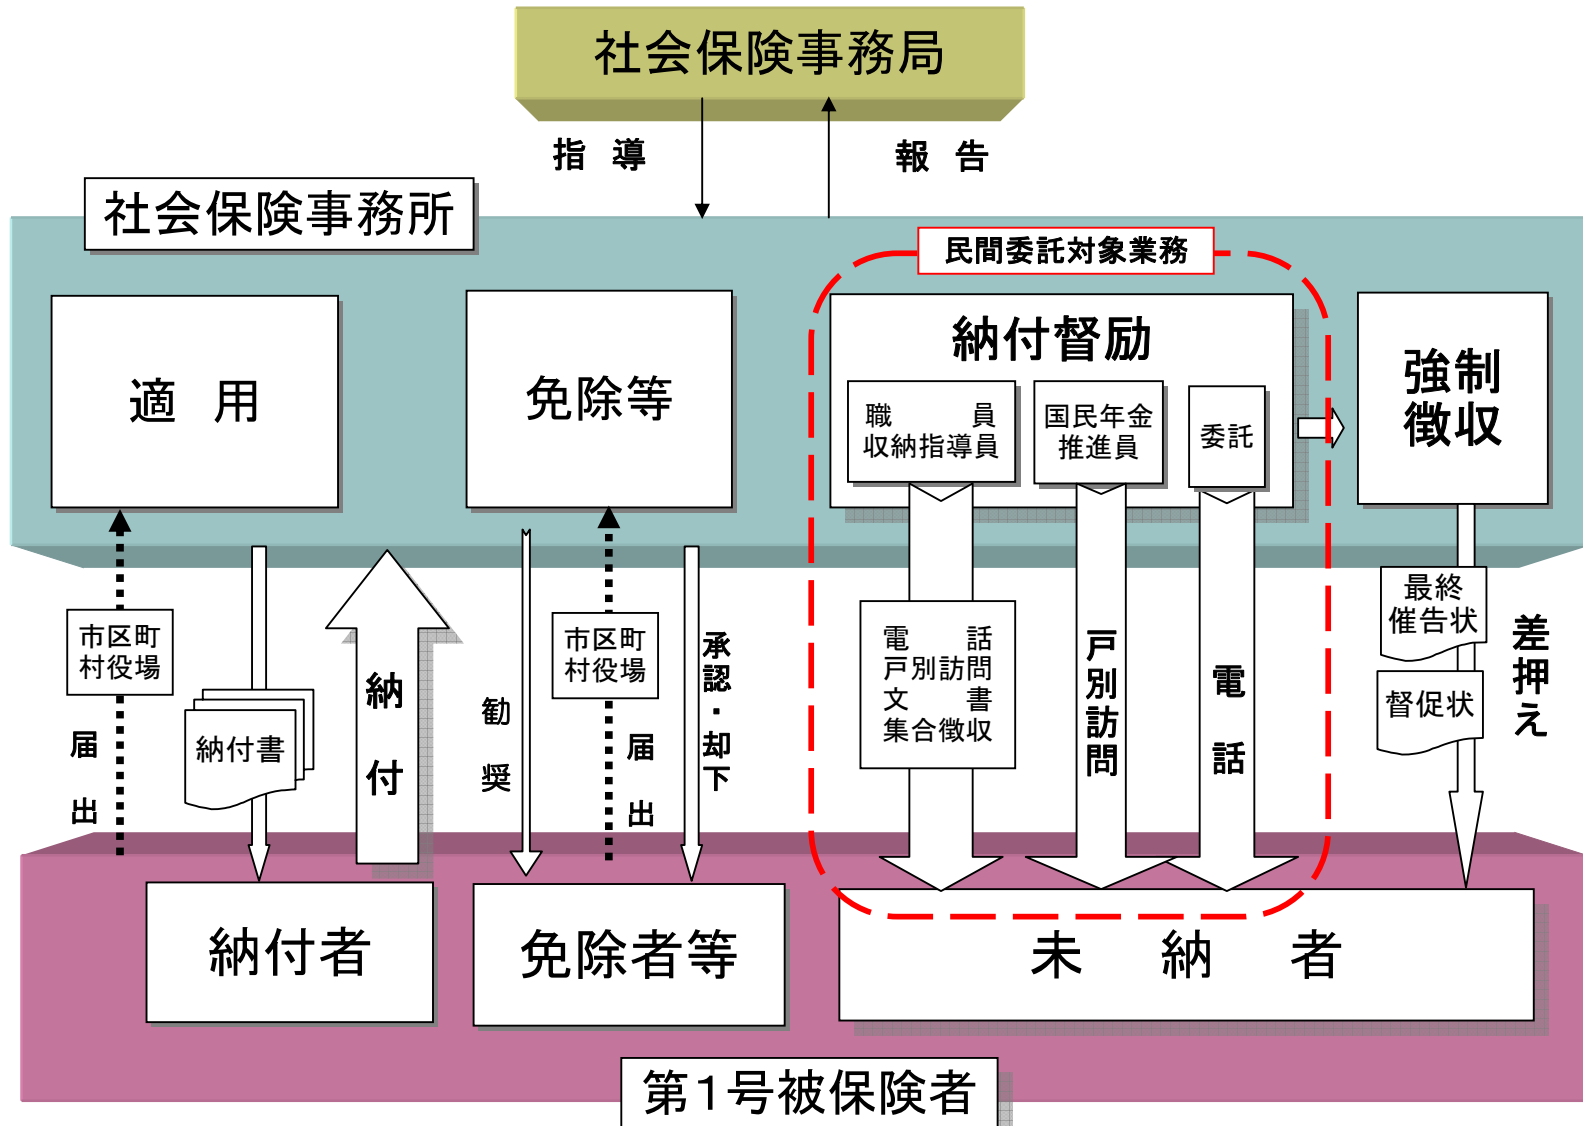 社会保険事務局
指 導
報 告
社会保険事務所
民間委託対象業務
適 用
免除等
納付督励
職 員
収納指導員
国民年金
推進員
委託
強制
徴収
市区町
村役場
届出
納付書
納付
勧奨
市区町
村役場
届出
承認・却下
電 話
戸別訪問
文 書
集合徴収
戸別訪問
電話
最終
催告状
督促状
差押え
納付者
免除者等
未 納 者
第1号被保険者